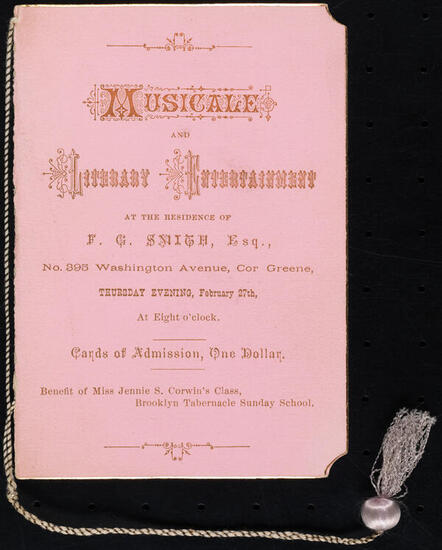 Musicale
AND
Literary Entertainment
AT THE RESIDENCE OF
F. G. SMITH, Esq.,
No. 395 Washington Avenue, Cor Greene,
THURSDAY EVENING, February 27th,
At Eight o'clock.
Cards of Admission, One Dollar.
Benefit of Miss Jennie S. Corwin's Class,
Brooklyn Tabernacle Sunday School.